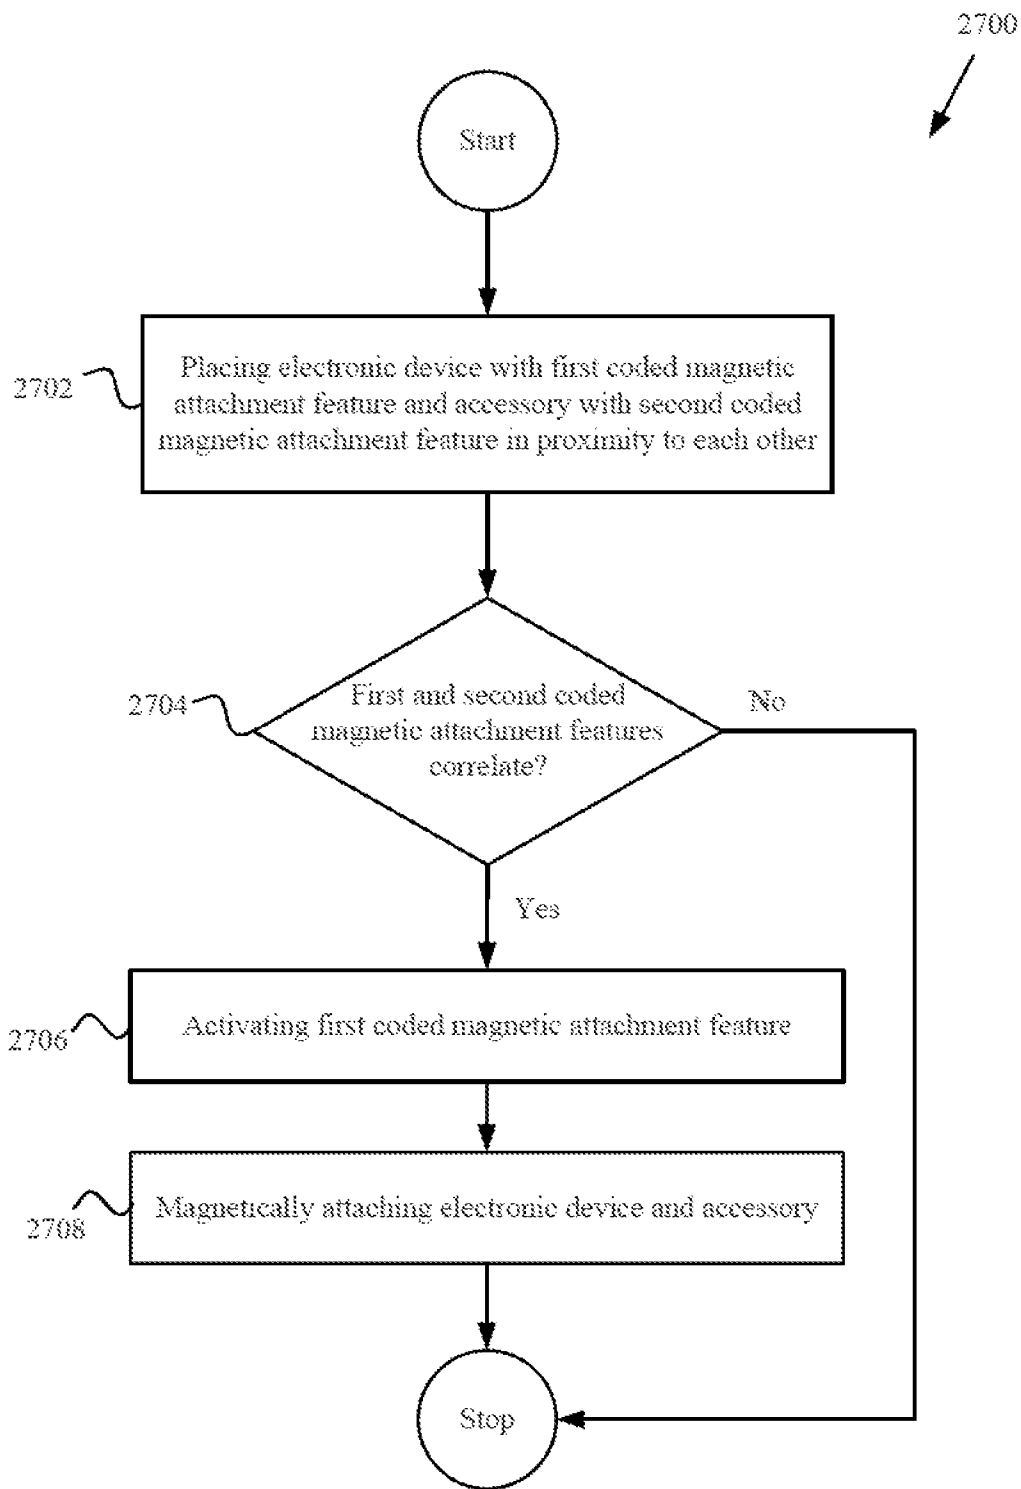 2700
Start
2702
Placing electronic device with first coded magnetic
attachment feature and accessory with second coded
magnetic attachment feature in proximity to each other
2704
First and second coded
magnetic attachment features
correlate?
No
Yes
2706
Activating first coded magnetic attachment feature
2708
Magnetically attaching electronic device and accessory
Stop